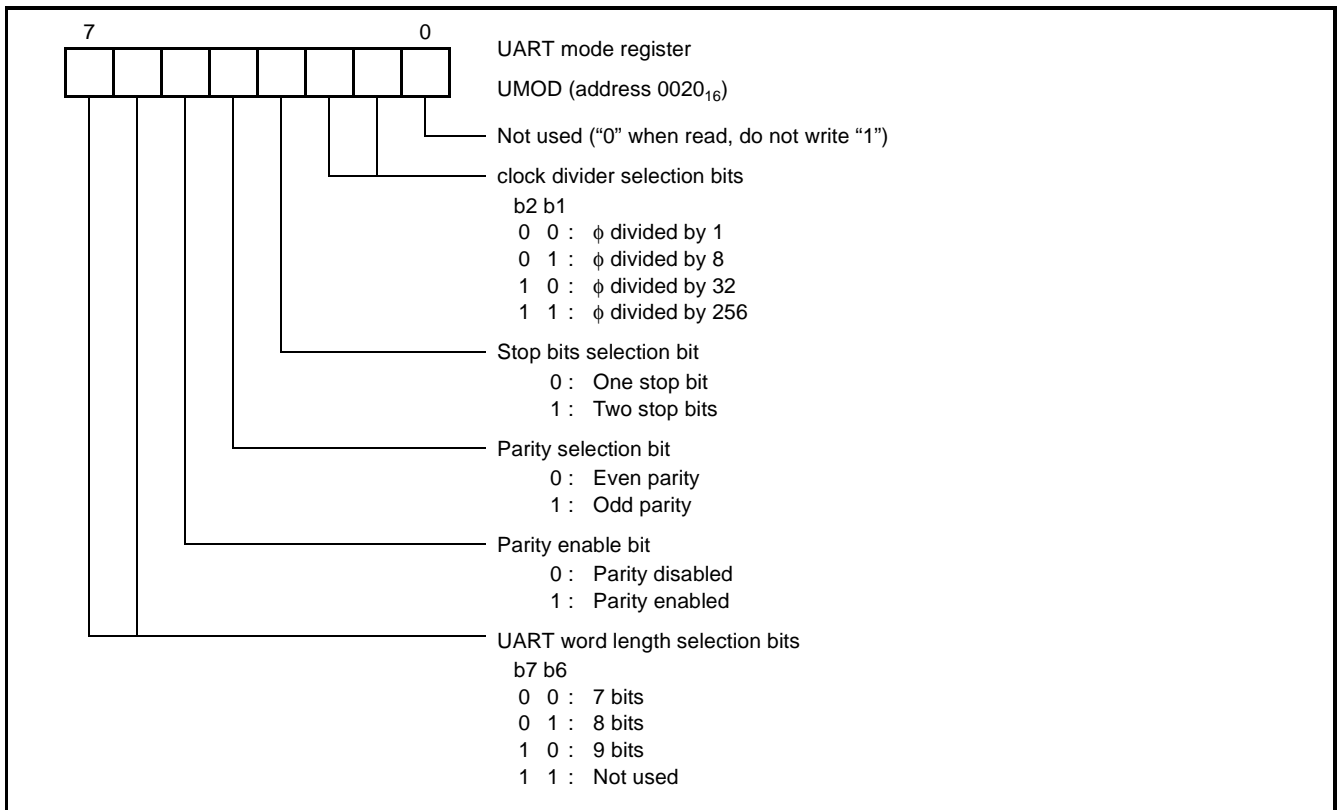 7 0
UART mode register
UMOD (address 0020₁₆)
Not used (“0” when read, do not write “1”)
clock divider selection bits
b2 b1
0 0 : ϕ divided by 1
0 1 : ϕ divided by 8
1 0 : ϕ divided by 32
1 1 : ϕ divided by 256
Stop bits selection bit
0 : One stop bit
1 : Two stop bits
Parity selection bit
0 : Even parity
1 : Odd parity
Parity enable bit
0 : Parity disabled
1 : Parity enabled
UART word length selection bits
b7 b6
0 0 : 7 bits
0 1 : 8 bits
1 0 : 9 bits
1 1 : Not used